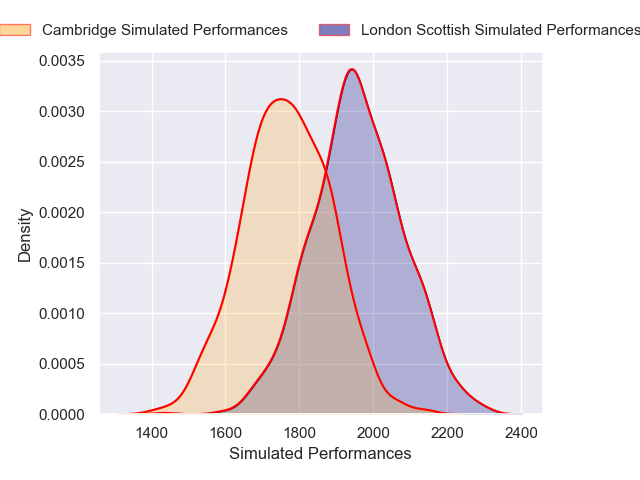 Cambridge Simulated Performances London Scottish Simulated Performances
0.0035
0.0030
0.0025
0.0020
0.0015
0.0010
0.0005
0.0000
Density
1400 1600 1800 2000 2200 2400
Simulated Performances